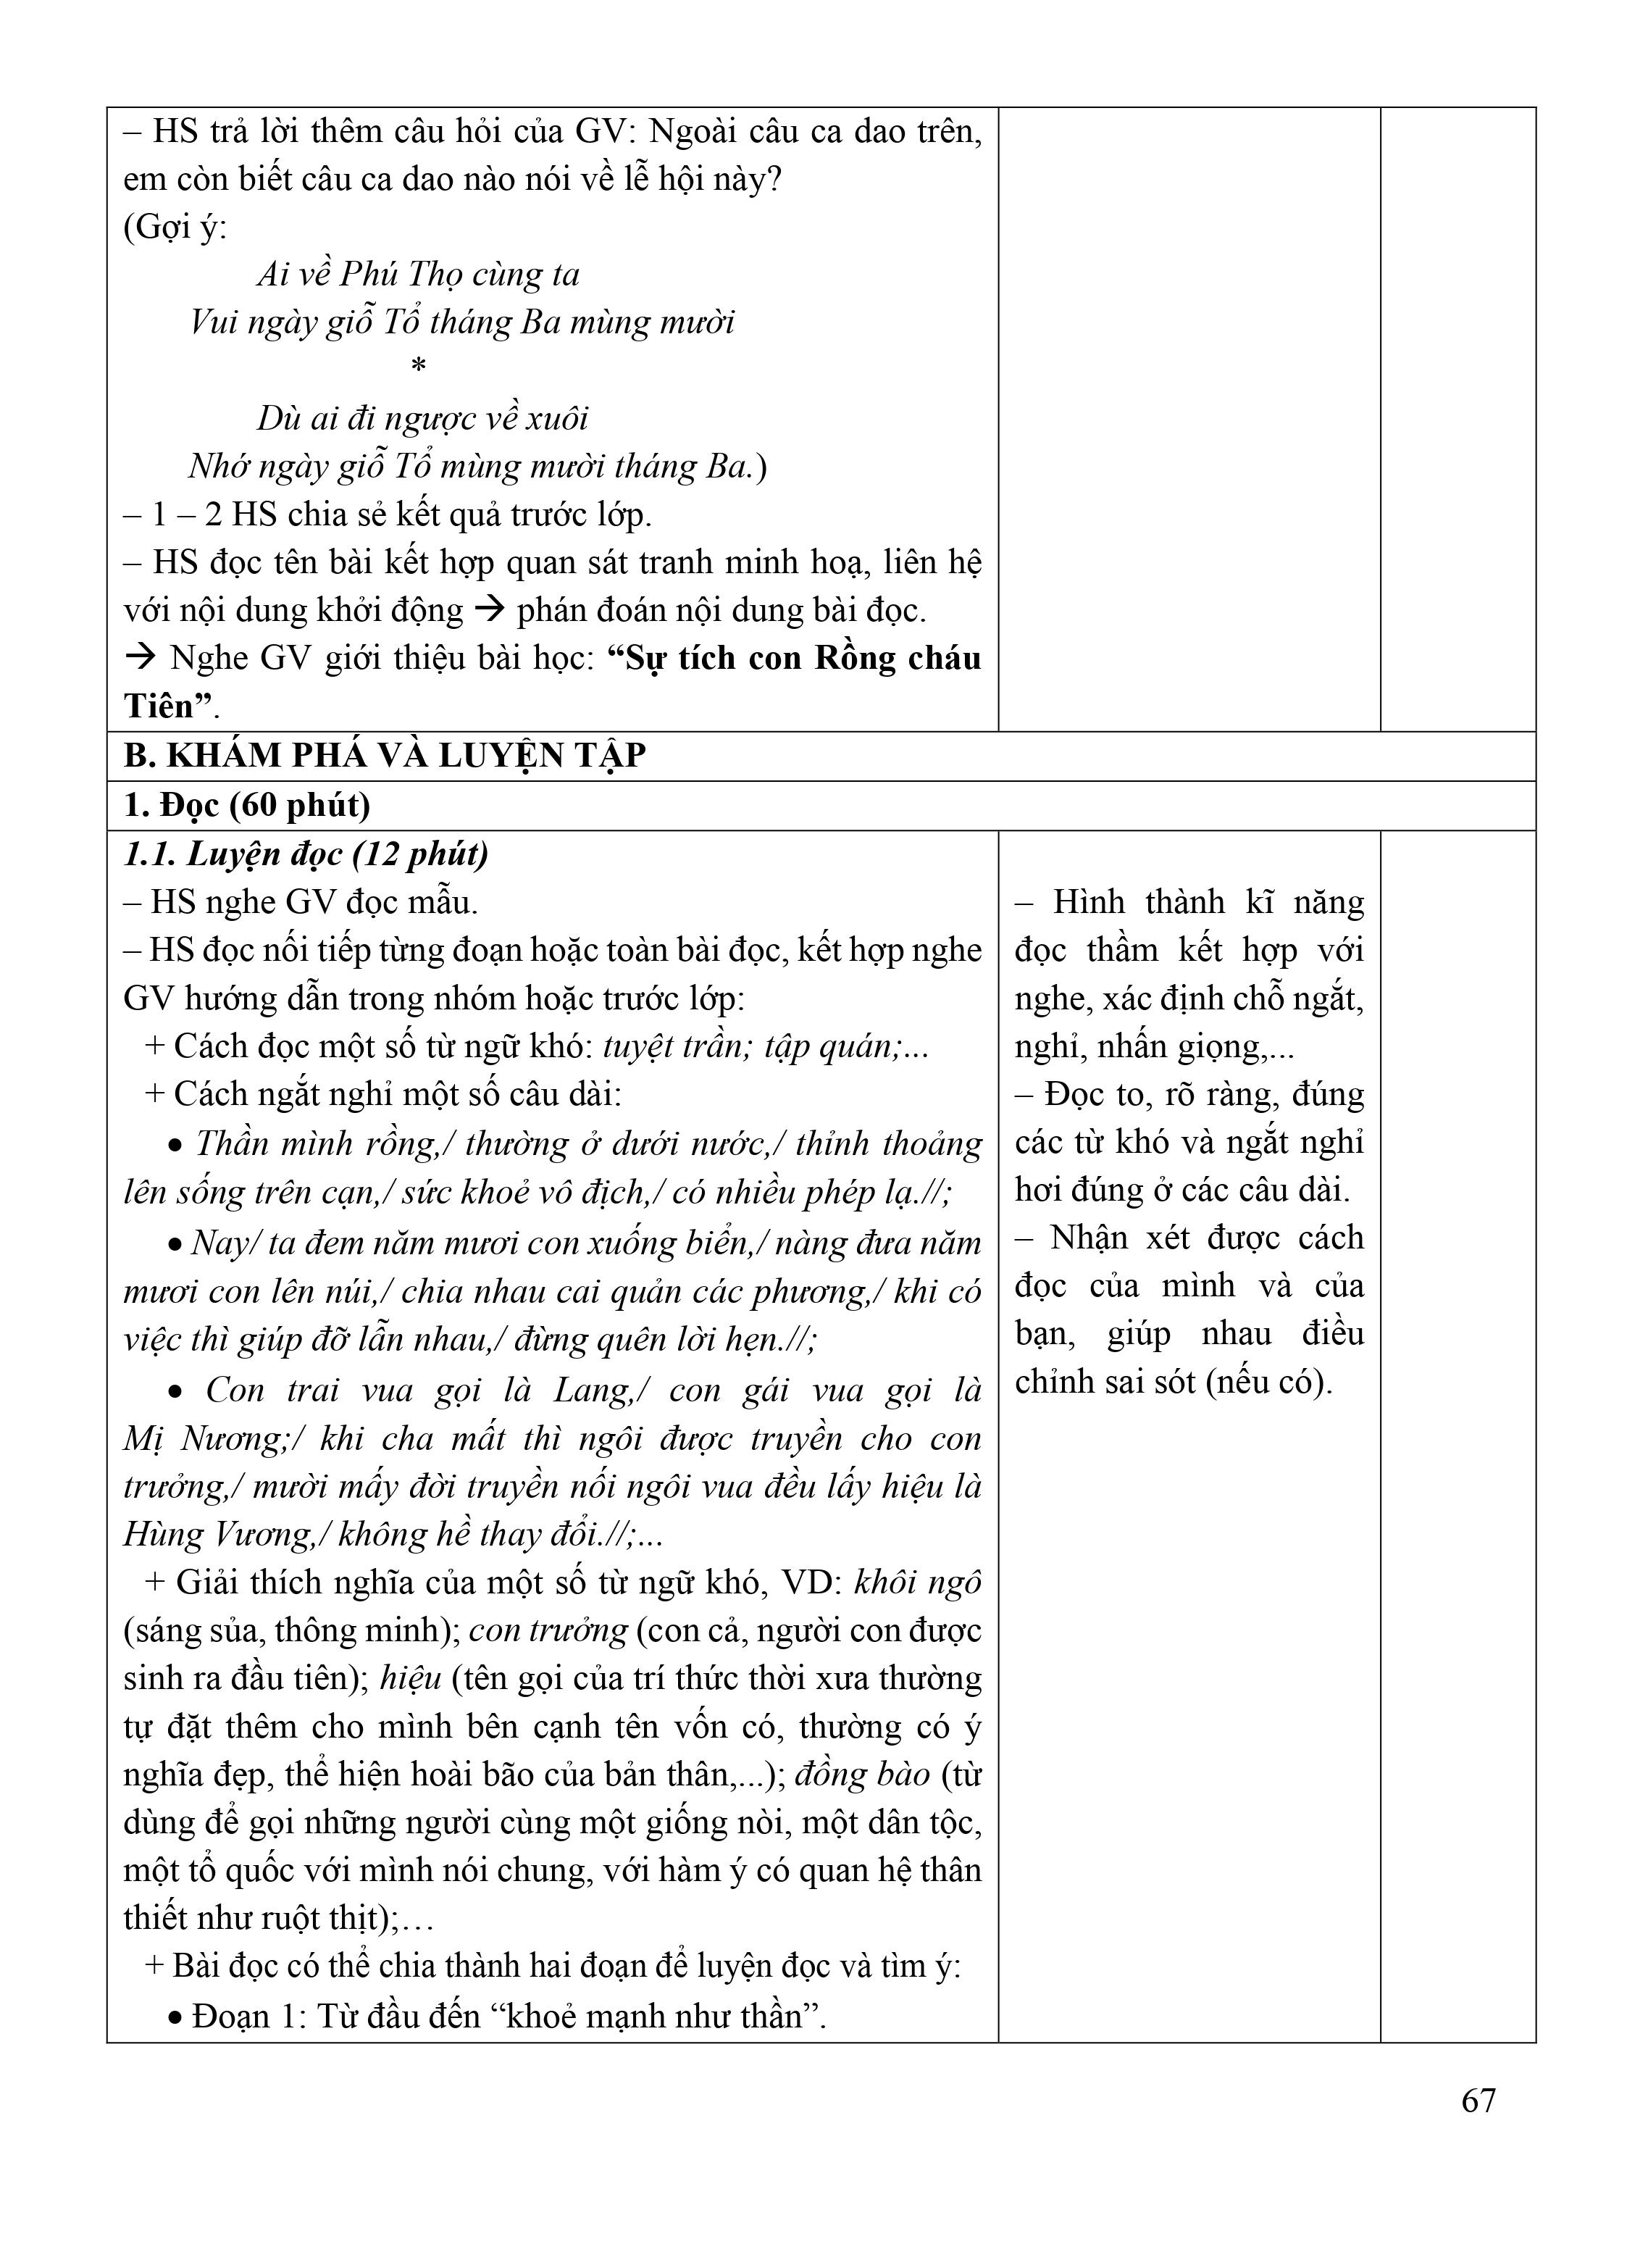 – HS trả lời thêm câu hỏi của GV: Ngoài câu ca dao trên,
em còn biết câu ca dao nào nói về lễ hội này?
(Gợi ý:
Ai về Phú Thọ cùng ta
Vui ngày giỗ Tổ tháng Ba mùng mười
*
Dù ai đi ngược về xuôi
Nhớ ngày giỗ Tổ mùng mười tháng Ba.)
– 1 – 2 HS chia sẻ kết quả trước lớp.
– HS đọc tên bài kết hợp quan sát tranh minh hoạ, liên hệ
với nội dung khởi động → phán đoán nội dung bài đọc.
→ Nghe GV giới thiệu bài học: “Sự tích con Rồng cháu
Tiên”.
B. KHÁM PHÁ VÀ LUYỆN TẬP
1. Đọc (60 phút)
1.1. Luyện đọc (12 phút)
– HS nghe GV đọc mẫu.
– HS đọc nối tiếp từng đoạn hoặc toàn bài đọc, kết hợp nghe
GV hướng dẫn trong nhóm hoặc trước lớp:
+ Cách đọc một số từ ngữ khó: tuyệt trần; tập quán;...
+ Cách ngắt nghỉ một số câu dài:
• Thần mình rồng,/ thường ở dưới nước,/ thỉnh thoảng
lên sống trên cạn,/ sức khoẻ vô địch,/ có nhiều phép lạ.//;
• Nay/ ta đem năm mươi con xuống biển,/ nàng đưa năm
mươi con lên núi,/ chia nhau cai quản các phương,/ khi có
việc thì giúp đỡ lẫn nhau,/ đừng quên lời hẹn.//;
• Con trai vua gọi là Lang,/ con gái vua gọi là
Mị Nương;/ khi cha mất thì ngôi được truyền cho con
trưởng,/ mười mấy đời truyền nối ngôi vua đều lấy hiệu là
Hùng Vương,/ không hề thay đổi.//;...
+ Giải thích nghĩa của một số từ ngữ khó, VD: khôi ngô
(sáng sủa, thông minh); con trưởng (con cả, người con được
sinh ra đầu tiên); hiệu (tên gọi của trí thức thời xưa thường
tự đặt thêm cho mình bên cạnh tên vốn có, thường có ý
nghĩa đẹp, thể hiện hoài bão của bản thân,...); đồng bào (từ
dùng để gọi những người cùng một giống nòi, một dân tộc,
một tổ quốc với mình nói chung, với hàm ý có quan hệ thân
thiết như ruột thịt);…
+ Bài đọc có thể chia thành hai đoạn để luyện đọc và tìm ý:
• Đoạn 1: Từ đầu đến “khoẻ mạnh như thần”.
– Hình thành kĩ năng
đọc thầm kết hợp với
nghe, xác định chỗ ngắt,
nghỉ, nhấn giọng,...
– Đọc to, rõ ràng, đúng
các từ khó và ngắt nghỉ
hơi đúng ở các câu dài.
– Nhận xét được cách
đọc của mình và của
bạn, giúp nhau điều
chỉnh sai sót (nếu có).
67